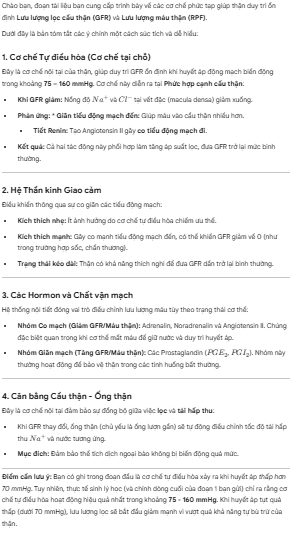 Chào bạn, đoạn tài liệu bạn cung cấp trình bày về các cơ chế phức tạp giúp thận duy trì ổn
định Lưu lượng lọc cầu thận (GFR) và Lưu lượng máu thận (RPF).
Dưới đây là bản tóm tắt các ý chính một cách súc tích và dễ hiểu:
1. Cơ chế Tự điều hòa (Cơ chế tại chỗ)
Đây là cơ chế nội tại của thận, giúp duy trì GFR ổn định khi huyết áp động mạch biến động
trong khoảng 75 – 160 mmHg. Cơ chế này diễn ra tại Phức hợp cạnh cầu thận:
• Khi GFR giảm: Nồng độ Na⁺ và Cl⁻ tại vết đặc (macula densa) giảm xuống.
• Phản ứng: * Giãn tiểu động mạch đến: Giúp máu vào cầu thận nhiều hơn.
• Tiết Renin: Tạo Angiotensin II gây co tiểu động mạch đi.
• Kết quả: Cả hai tác động này phối hợp làm tăng áp suất lọc, đưa GFR trở lại mức bình
thường.
2. Hệ Thần kinh Giao cảm
Điều khiển thông qua sự co giãn các tiểu động mạch:
• Kích thích nhẹ: Ít ảnh hưởng do cơ chế tự điều hòa chiếm ưu thế.
• Kích thích mạnh: Gây co mạnh tiểu động mạch đến, có thể khiến GFR giảm về 0 (như
trong trường hợp sốc, chấn thương).
• Trạng thái kéo dài: Thận có khả năng thích nghi để đưa GFR dần trở lại bình thường.
3. Các Hormon và Chất vận mạch
Hệ thống nội tiết đóng vai trò điều chỉnh lưu lượng máu tùy theo trạng thái cơ thể:
• Nhóm Co mạch (Giảm GFR/Máu thận): Adrenalin, Noradrenalin và Angiotensin II. Chúng
đặc biệt quan trọng khi cơ thể mất máu để giữ nước và duy trì huyết áp.
• Nhóm Giãn mạch (Tăng GFR/Máu thận): Các Prostaglandin (PGE₂, PGI₂). Nhóm này
thường hoạt động để bảo vệ thận trong các tình huống bất thường.
4. Cân bằng Cầu thận - Ống thận
Đây là cơ chế nội tại đảm bảo sự đồng bộ giữa việc lọc và tái hấp thu:
• Khi GFR thay đổi, ống thận (chủ yếu là ống lượn gần) sẽ tự động điều chỉnh tốc độ tái hấp
thu Na⁺ và nước tương ứng.
• Mục đích: Đảm bảo thể tích dịch ngoại bào không bị biến động quá mức.
Điểm cần lưu ý: Bạn có ghi trong đoạn đầu là cơ chế tự điều hòa xảy ra khi huyết áp thấp hơn
70 mmHg. Tuy nhiên, thực tế sinh lý học (và chính dòng cuối của đoạn 1 bạn gửi) chỉ ra rằng cơ
chế tự điều hòa hoạt động hiệu quả nhất trong khoảng 75 - 160 mmHg. Khi huyết áp tụt quá
thấp (dưới 70 mmHg), lưu lượng lọc sẽ bắt đầu giảm mạnh vì vượt quá khả năng tự bù trừ của
thận.